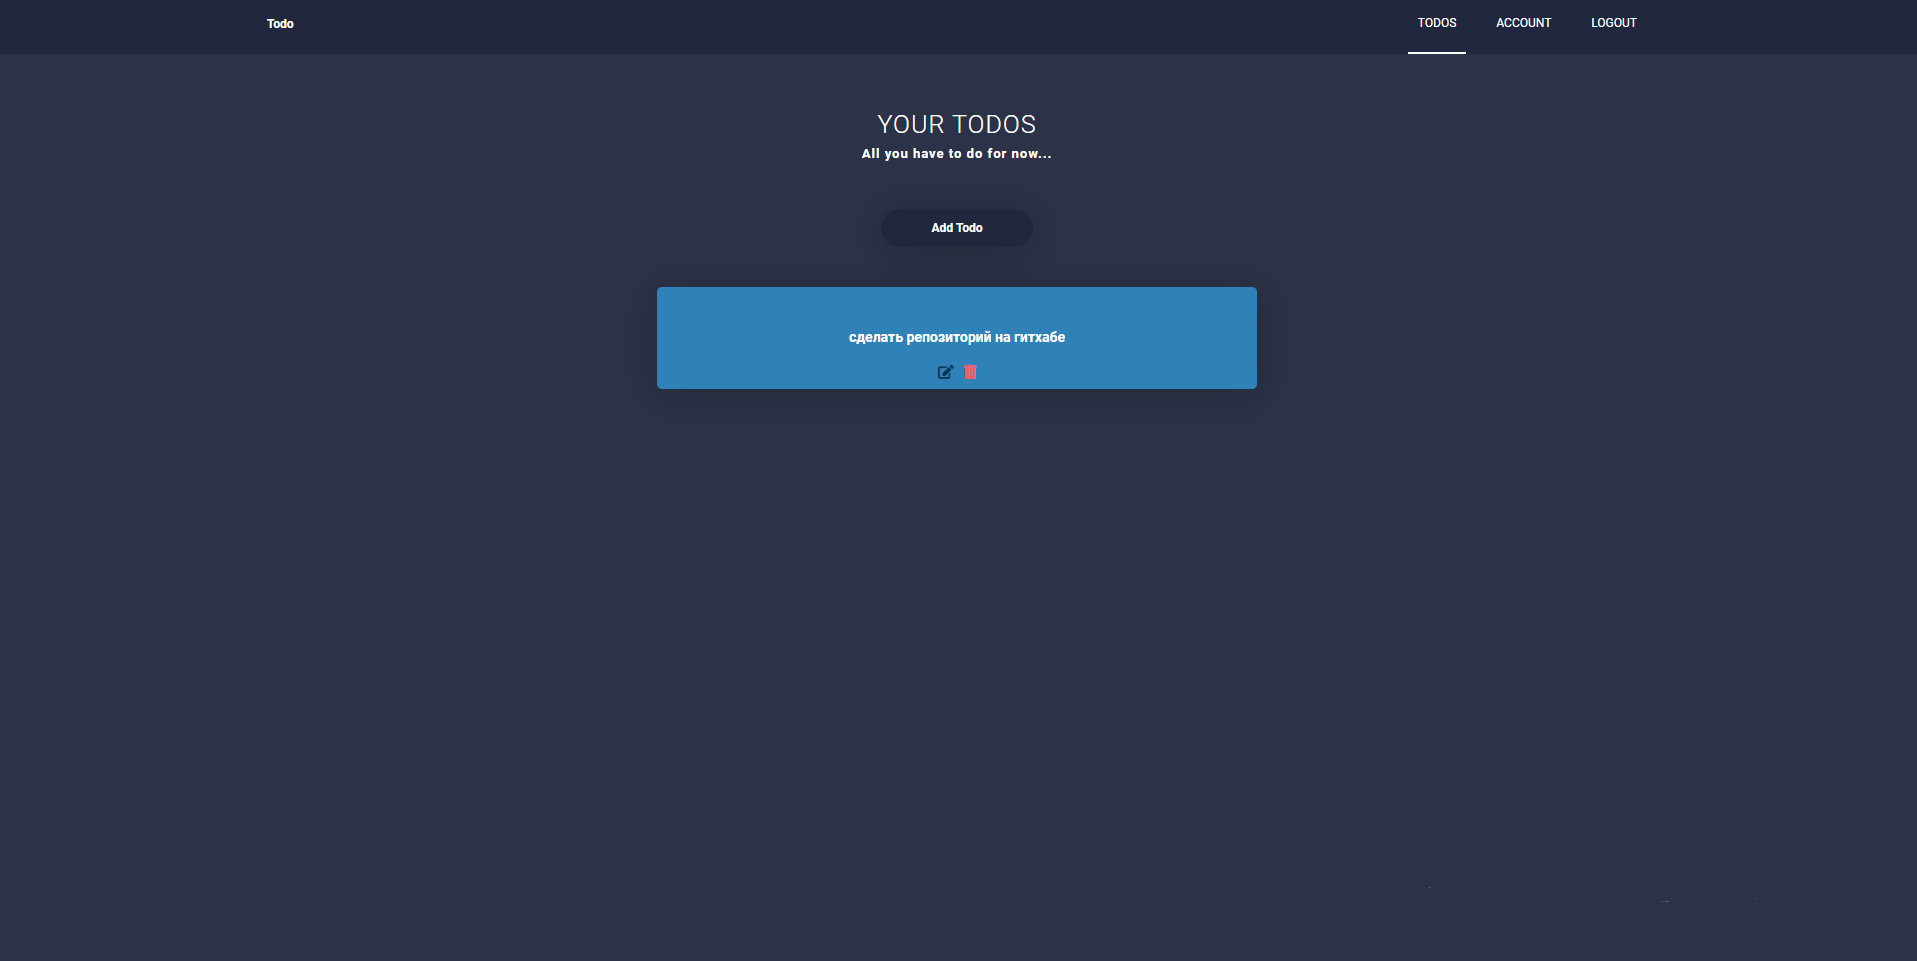 Todo
TODOS
ACCOUNT
LOGOUT
YOUR TODOS
All you have to do for now...
Add Todo
сделать репозиторий на гитхабе